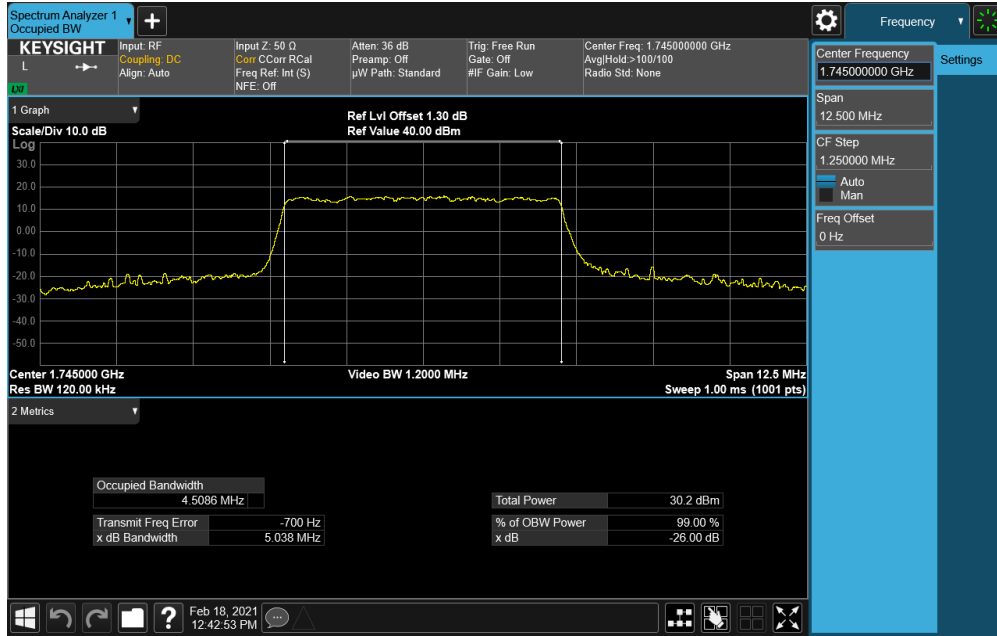 Spectrum Analyzer 1
Occupied BW
Frequency
KEYSIGHT
L
LXI
Input: RF
Coupling: DC
Align: Auto
Input Z: 50 Ω
Corr CCorr RCal
Freq Ref: Int (S)
NFE: Off
Atten: 36 dB
Preamp: Off
µW Path: Standard
Trig: Free Run
Gate: Off
#IF Gain: Low
Center Freq: 1.745000000 GHz
Avg|Hold:>100/100
Radio Std: None
Center Frequency
1.745000000 GHz
Settings
Span
12.500 MHz
CF Step
1.250000 MHz
Auto
Man
Freq Offset
0 Hz
1 Graph
Scale/Div 10.0 dB
Ref Lvl Offset 1.30 dB
Ref Value 40.00 dBm
Log
30.0
20.0
10.0
0.00
-10.0
-20.0
-30.0
-40.0
-50.0
Center 1.745000 GHz
Video BW 1.2000 MHz
Span 12.5 MHz
Res BW 120.00 kHz
Sweep 1.00 ms (1001 pts)
2 Metrics
Occupied Bandwidth
4.5086 MHz
Total Power 30.2 dBm
Transmit Freq Error -700 Hz
% of OBW Power 99.00 %
x dB Bandwidth 5.038 MHz
x dB -26.00 dB
?
Feb 18, 2021
12:42:53 PM